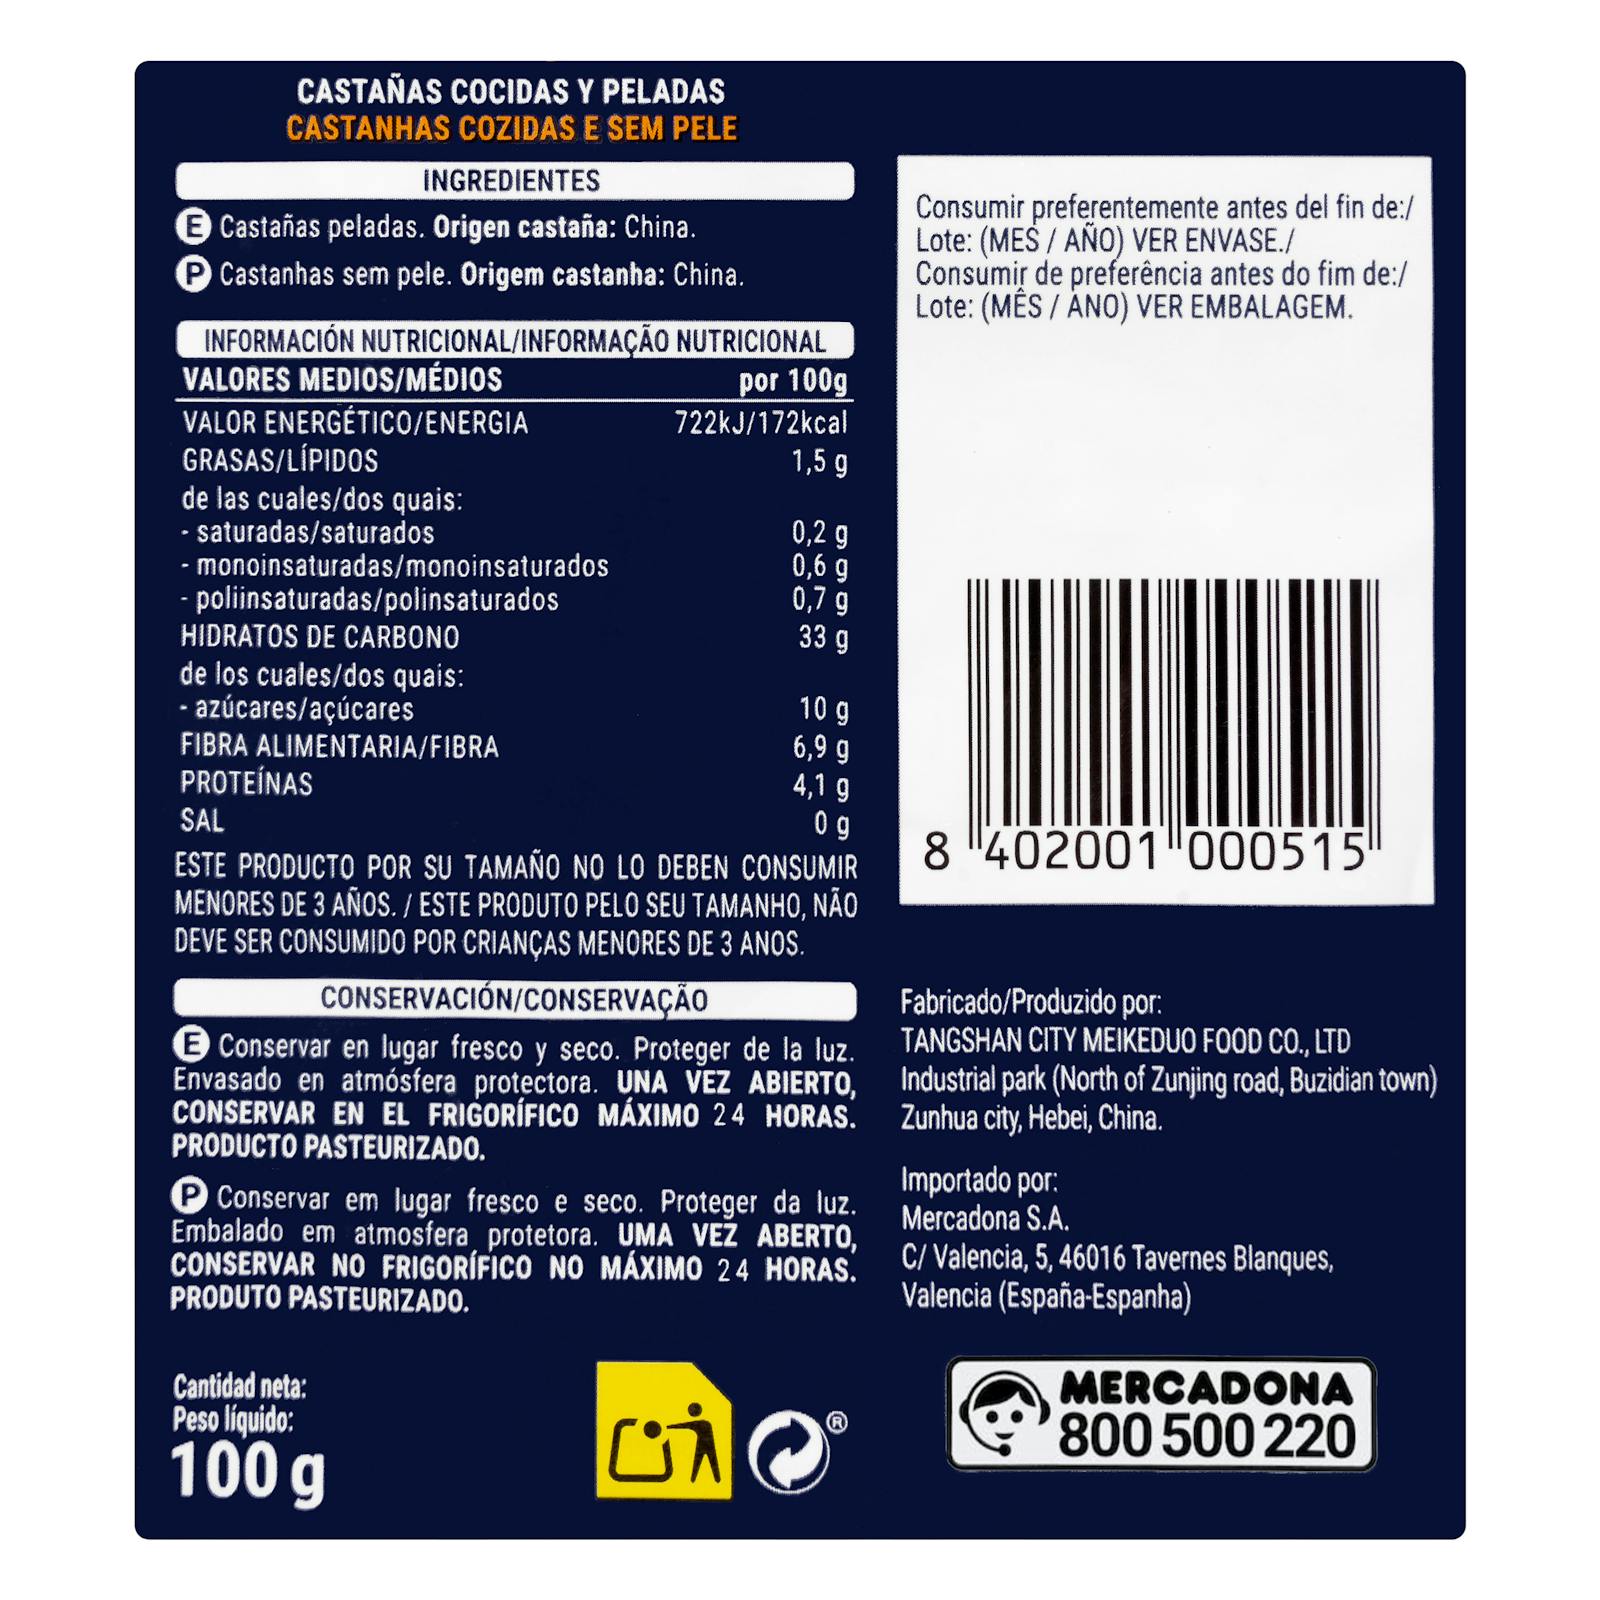 CASTAÑAS COCIDAS Y PELADAS
CASTANHAS COZIDAS E SEM PELE
INGREDIENTES
E Castañas peladas. Origen castaña: China.
P Castanhas sem pele. Origem castanha: China.
INFORMACIÓN NUTRICIONAL/INFORMAÇÃO NUTRICIONAL
VALORES MEDIOS/MÉDIOS por 100g
VALOR ENERGÉTICO/ENERGIA 722kJ/172kcal
GRASAS/LÍPIDOS 1,5 g
de las cuales/dos quais:
- saturadas/saturados 0,2 g
- monoinsaturadas/monoinsaturados 0,6 g
- poliinsaturadas/polinsaturados 0,7 g
HIDRATOS DE CARBONO 33 g
de los cuales/dos quais:
- azúcares/açúcares 10 g
FIBRA ALIMENTARIA/FIBRA 6,9 g
PROTEÍNAS 4,1 g
SAL 0 g
ESTE PRODUCTO POR SU TAMAÑO NO LO DEBEN CONSUMIR
MENORES DE 3 AÑOS. / ESTE PRODUTO PELO SEU TAMANHO, NÃO
DEVE SER CONSUMIDO POR CRIANÇAS MENORES DE 3 ANOS.
CONSERVACIÓN/CONSERVAÇÃO
E Conservar en lugar fresco y seco. Proteger de la luz.
Envasado en atmósfera protectora. UNA VEZ ABIERTO,
CONSERVAR EN EL FRIGORÍFICO MÁXIMO 24 HORAS.
PRODUCTO PASTEURIZADO.
P Conservar em lugar fresco e seco. Proteger da luz.
Embalado em atmosfera protetora. UMA VEZ ABERTO,
CONSERVAR NO FRIGORÍFICO NO MÁXIMO 24 HORAS.
PRODUTO PASTEURIZADO.
Cantidad neta:
Peso líquido:
100 g
®
Consumir preferentemente antes del fin de:/
Lote: (MES / AÑO) VER ENVASE./
Consumir de preferência antes do fim de:/
Lote: (MÊS / ANO) VER EMBALAGEM.
8 402001 000515
Fabricado/Produzido por:
TANGSHAN CITY MEIKEDUO FOOD CO., LTD
Industrial park (North of Zunjing road, Buzidian town)
Zunhua city, Hebei, China.
Importado por:
Mercadona S.A.
C/ Valencia, 5, 46016 Tavernes Blanques,
Valencia (España-Espanha)
MERCADONA
800 500 220